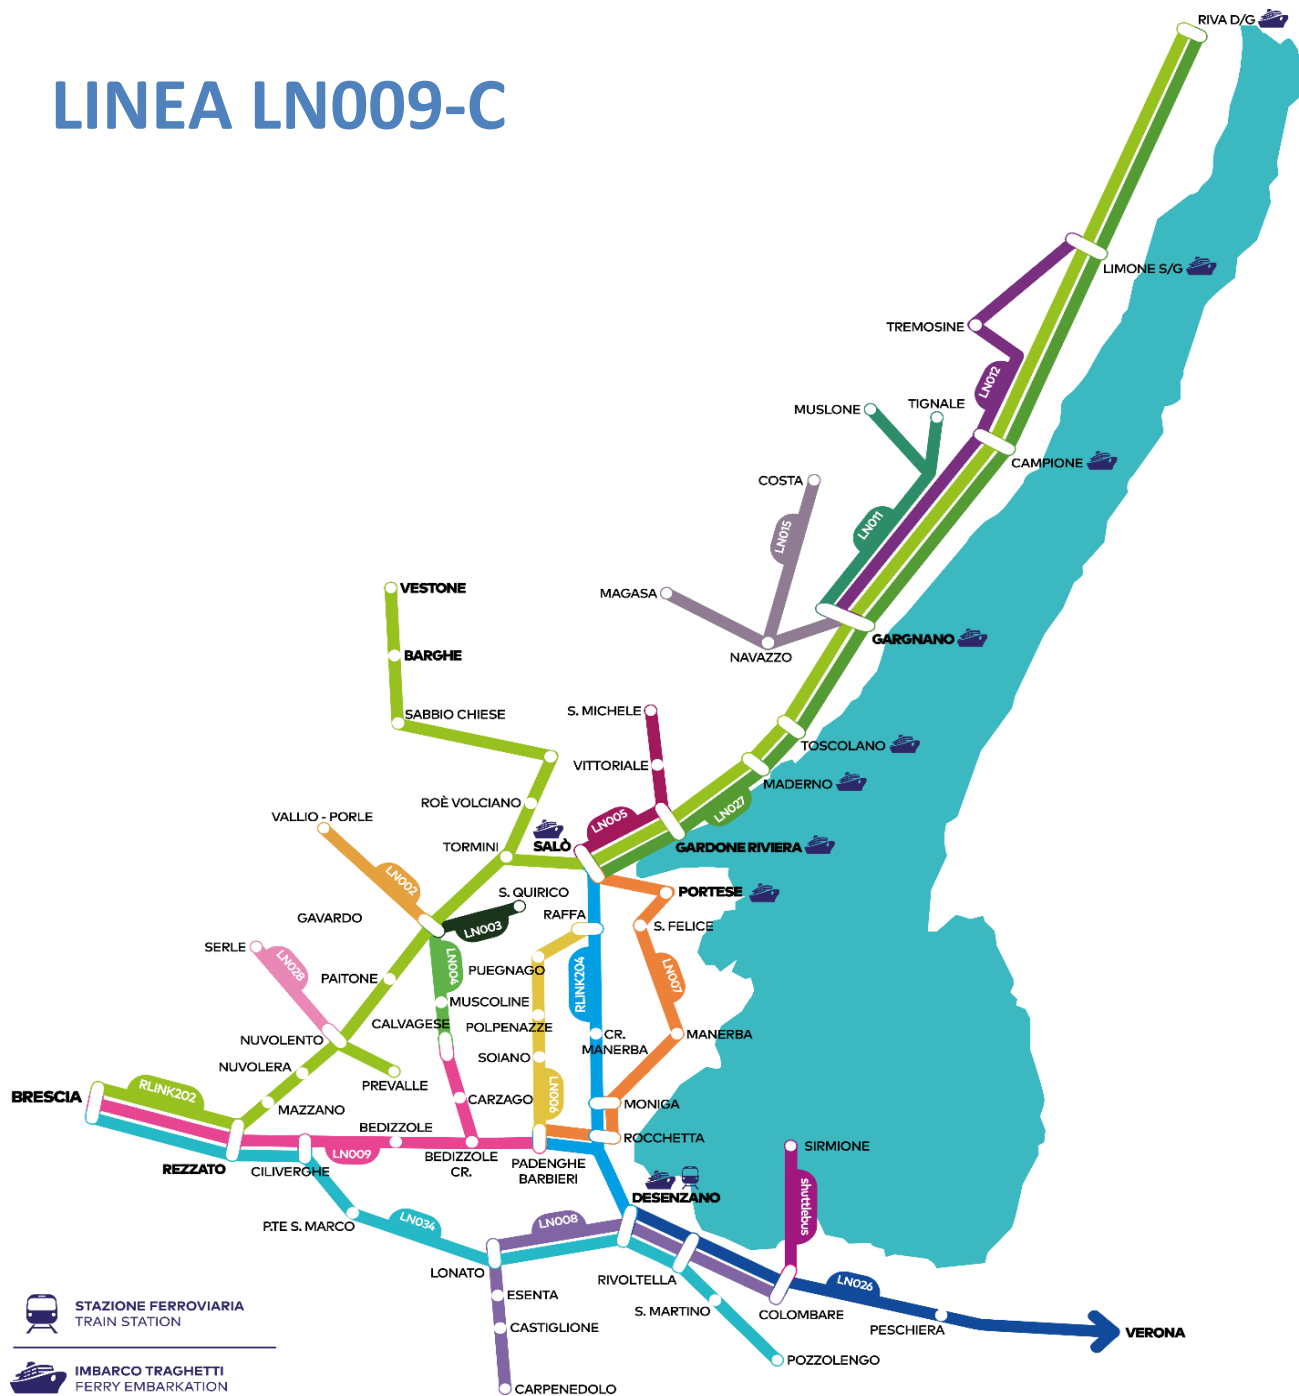 RIVA D/G
LINEA LN009-C
LIMONE S/G
TREMOSINE
LN012
MUSLONE
TIGNALE
CAMPIONE
COSTA
LN015
LN011
VESTONE
MAGASA
GARGNANO
BARGHE
NAVAZZO
S. MICHELE
SABBIO CHIESE
TOSCOLANO
VITTORIALE
MADERNO
ROÈ VOLCIANO
LN027
VALLIO - PORLE
LN005
TORMINI
SALÒ
GARDONE RIVIERA
LN002
S. QUIRICO
PORTESE
GAVARDO
RAFFA
LN003
S. FELICE
SERLE
LN028
LN004
PUEGNAGO
RLINK204
LN007
PAITONE
MUSCOLINE
CALVAGESE
POLPENAZZE
CR.
MANERBA
MANERBA
NUVOLENTO
SOIANO
NUVOLERA
PREVALLE
LN006
BRESCIA
RLINK202
CARZAGO
MONIGA
MAZZANO
BEDIZZOLE
ROCCHETTA
SIRMIONE
LN009
BEDIZZOLE
CR.
PADENGHE
BARBIERI
REZZATO
CILIVERGHE
DESENZANO
shuttlebus
P.TE S. MARCO
LN034
LN008
LONATO
RIVOLTELLA
LN026
ESENTA
S. MARTINO
COLOMBARE
PESCHIERA
VERONA
CASTIGLIONE
POZZOLENGO
CARPENEDOLO
STAZIONE FERROVIARIA
TRAIN STATION
IMBARCO TRAGHETTI
FERRY EMBARKATION